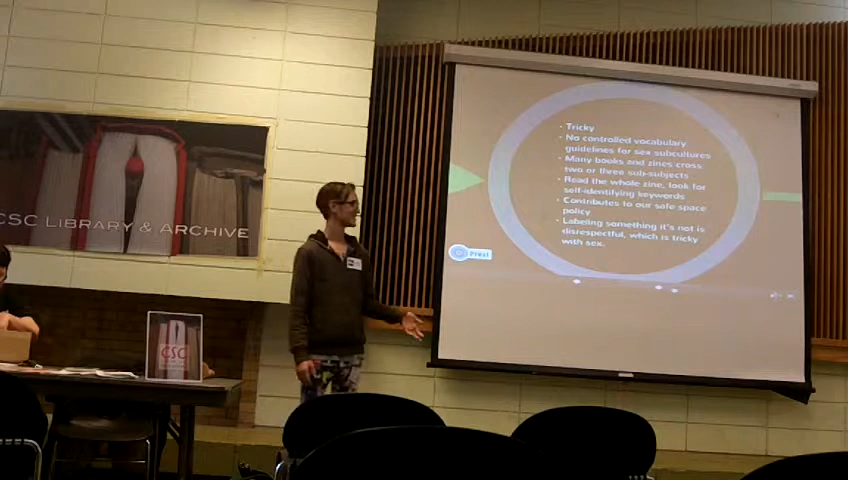 CSC LIBRARY & ARCHIVE
CSC
• Tricky
• No controlled vocabulary
guidelines for sex subcultures
• Many books and zines cross
two or three sub-subjects
• Read the whole zine, look for
self-identifying keywords
• Contributes to our safe space
policy
• Labeling something it's not is
disrespectful, which is tricky
with sex.
Prezi